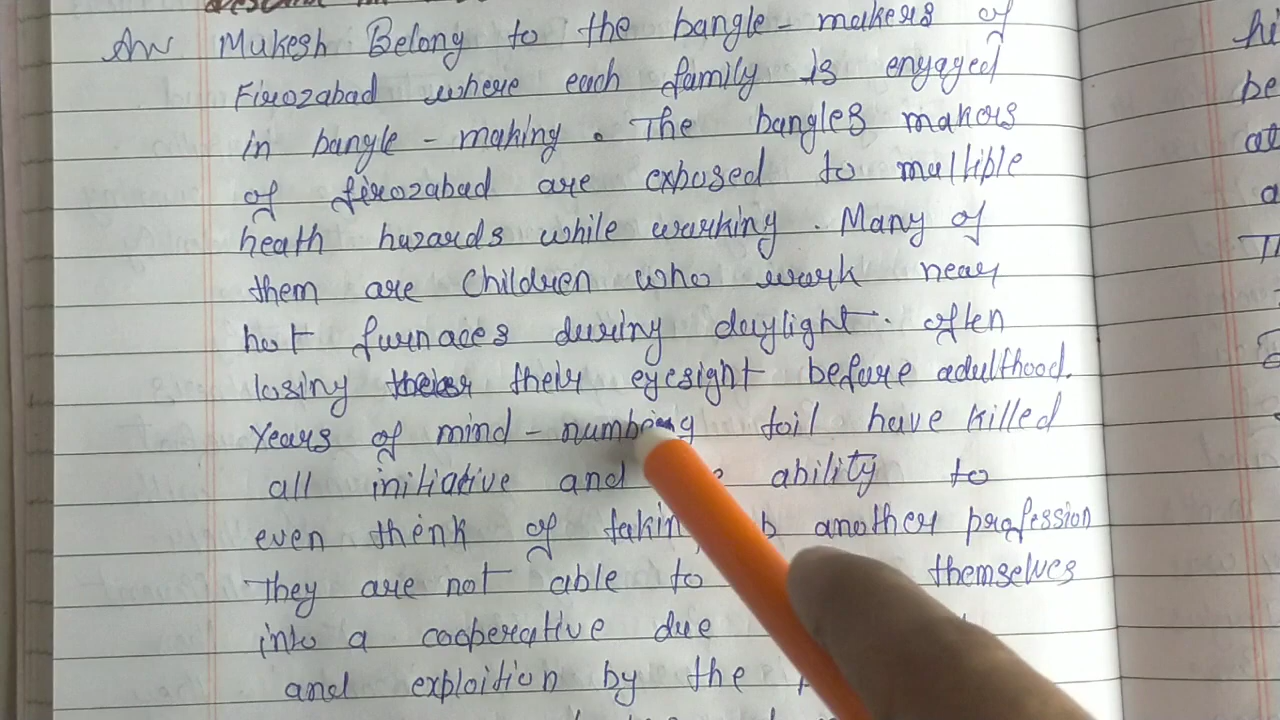 Ans Mukesh Belong to the bangle - makers of
Firozabad where each family is engaged
in bangle - making . The bangles makers
of firozabad are exposed to multiple
heath hazards while working . Many of
them are Children who work near
hot furnaces during daylight . often
losing their eyesight before adulthood.
Years of mind - numbing toil have killed
all initiative and ability to
even think of another profession
They are not able to themselves
into a cooperative due
and exploition by the
hi
be
at
a